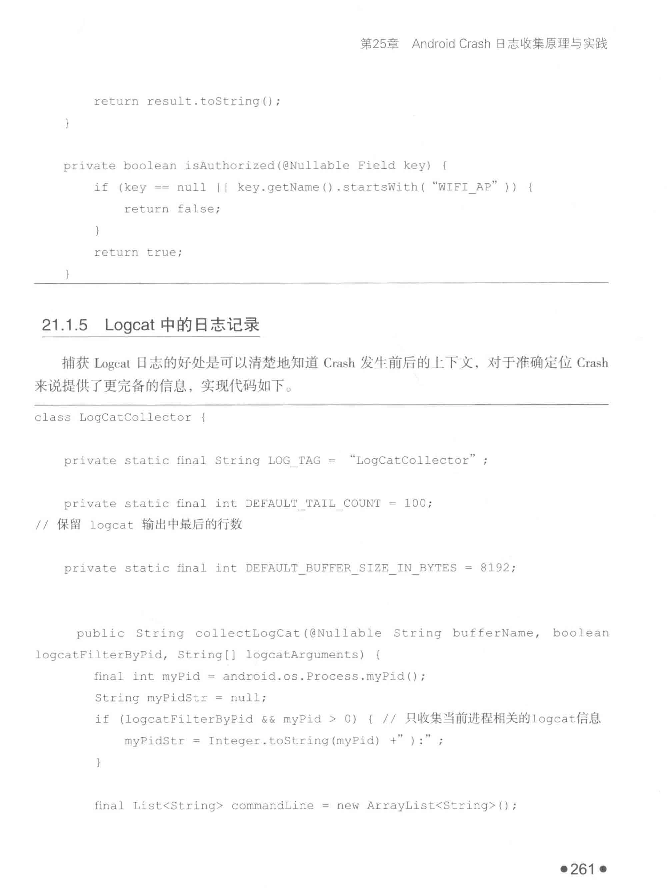 第25章 Android Crash 日志收集原理与实践
return result.toString();
}
private boolean isAuthorized(@Nullable Field key) {
if (key == null || key.getName().startsWith( “WIFI_AP” )) {
return false;
}
return true;
}
21.1.5 Logcat 中的日志记录
捕获 Logcat 日志的好处是可以清楚地知道 Crash 发生前后的上下文，对于准确定位 Crash
来说提供了更完备的信息，实现代码如下。
class LogCatCollector {
private static final String LOG_TAG = “LogCatCollector” ;
private static final int DEFAULT_TAIL_COUNT = 100;
// 保留 logcat 输出中最后的行数
private static final int DEFAULT_BUFFER_SIZE_IN_BYTES = 8192;
public String collectLogCat(@Nullable String bufferName, boolean
logcatFilterByPid, String[] logcatArguments) {
final int myPid = android.os.Process.myPid();
String myPidStr = null;
if (logcatFilterByPid && myPid > 0) { // 只收集当前进程相关的logcat信息
myPidStr = Integer.toString(myPid) +” ):” ;
}
final List<String> commandLine = new ArrayList<String>();
●261●